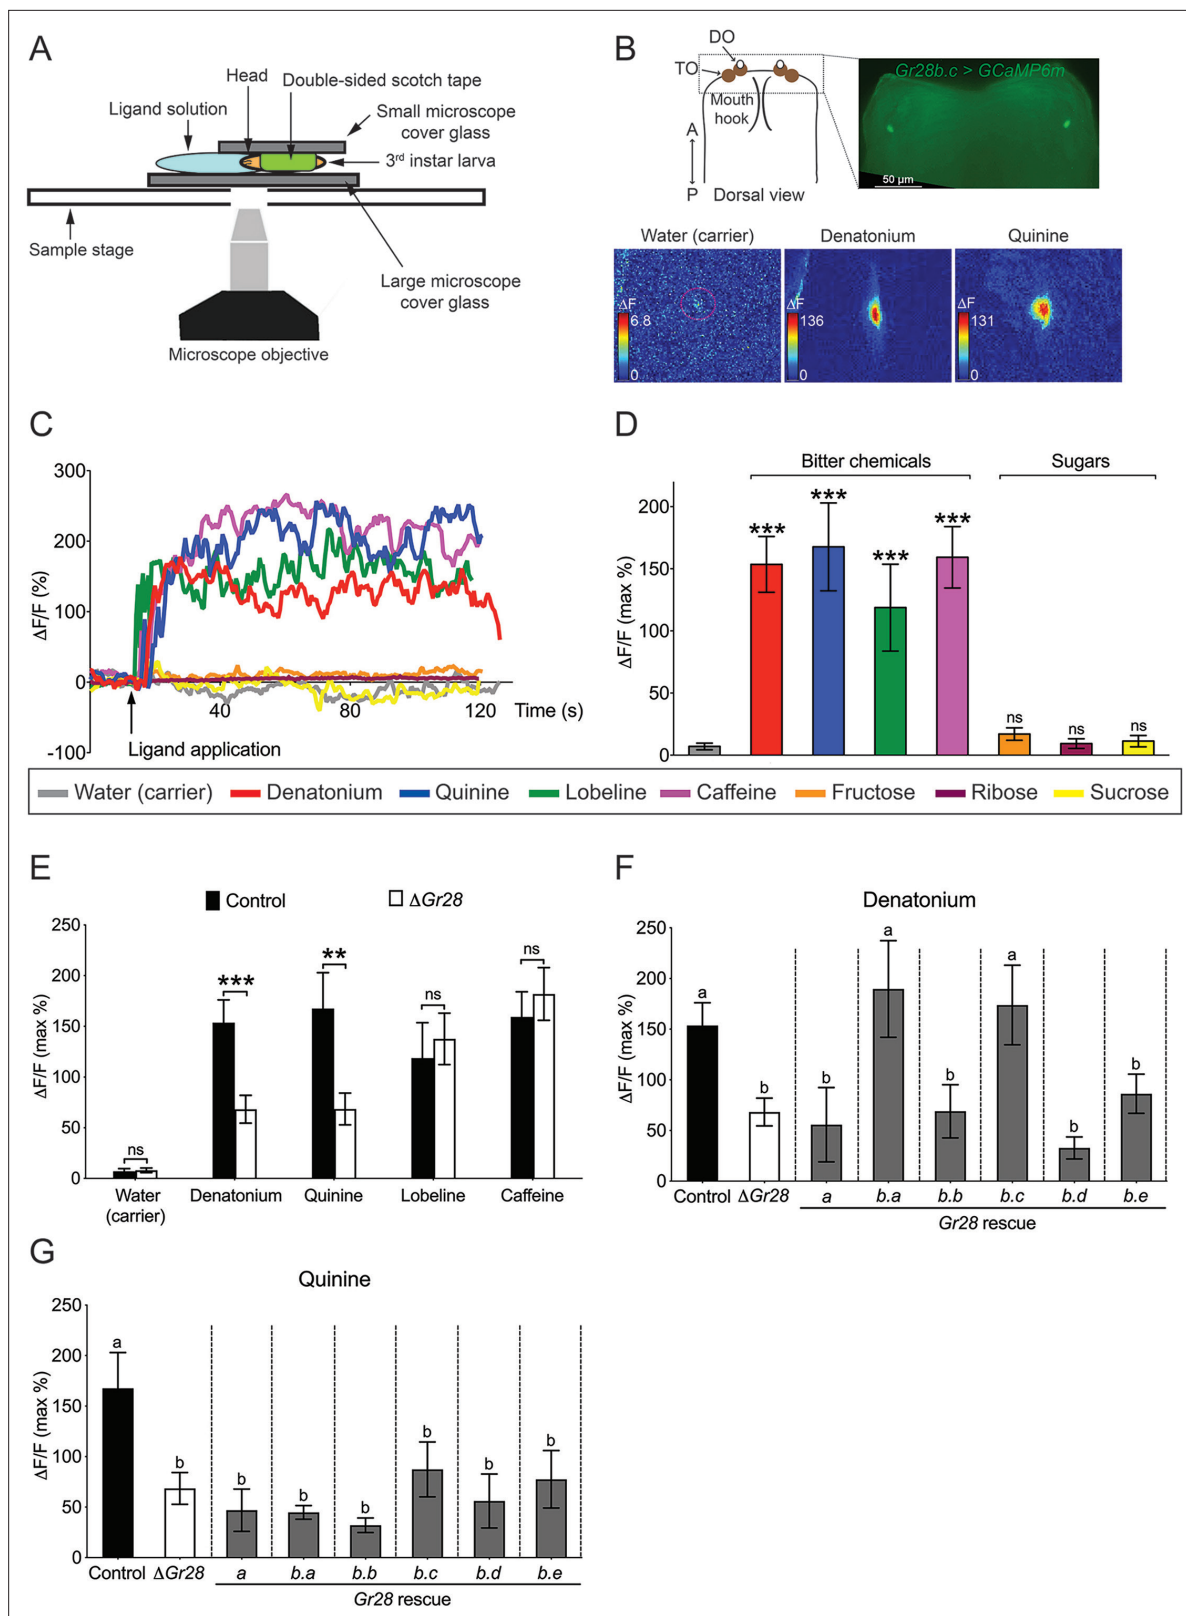 A
Head
Double-sided scotch tape
Ligand solution
Small microscope
cover glass
3rd instar larva
Sample stage
Large microscope
cover glass
Microscope objective
B
DO
TO
Mouth
hook
A
P
Dorsal view
Gr28b.c > GCaMP6m
50 µm
Water (carrier)
Denatonium
Quinine
ΔF
6.8
0
ΔF
136
0
ΔF
131
0
C
300
200
100
0
-100
ΔF/F (%)
40
80
120
Time (s)
Ligand application
D
Bitter chemicals
Sugars
200
150
100
50
0
ΔF/F (max %)
***
***
***
***
ns
ns
ns
Water (carrier)
Denatonium
Quinine
Lobeline
Caffeine
Fructose
Ribose
Sucrose
E
Control
ΔGr28
250
200
150
100
50
0
ΔF/F (max %)
ns
***
**
ns
ns
Water
(carrier)
Denatonium
Quinine
Lobeline
Caffeine
F
Denatonium
250
200
150
100
50
0
ΔF/F (max %)
a
b
b
a
b
a
b
b
Control
ΔGr28
a
b.a
b.b
b.c
b.d
b.e
Gr28 rescue
G
Quinine
250
200
150
100
50
0
ΔF/F (max %)
a
b
b
b
b
b
b
b
Control
ΔGr28
a
b.a
b.b
b.c
b.d
b.e
Gr28 rescue